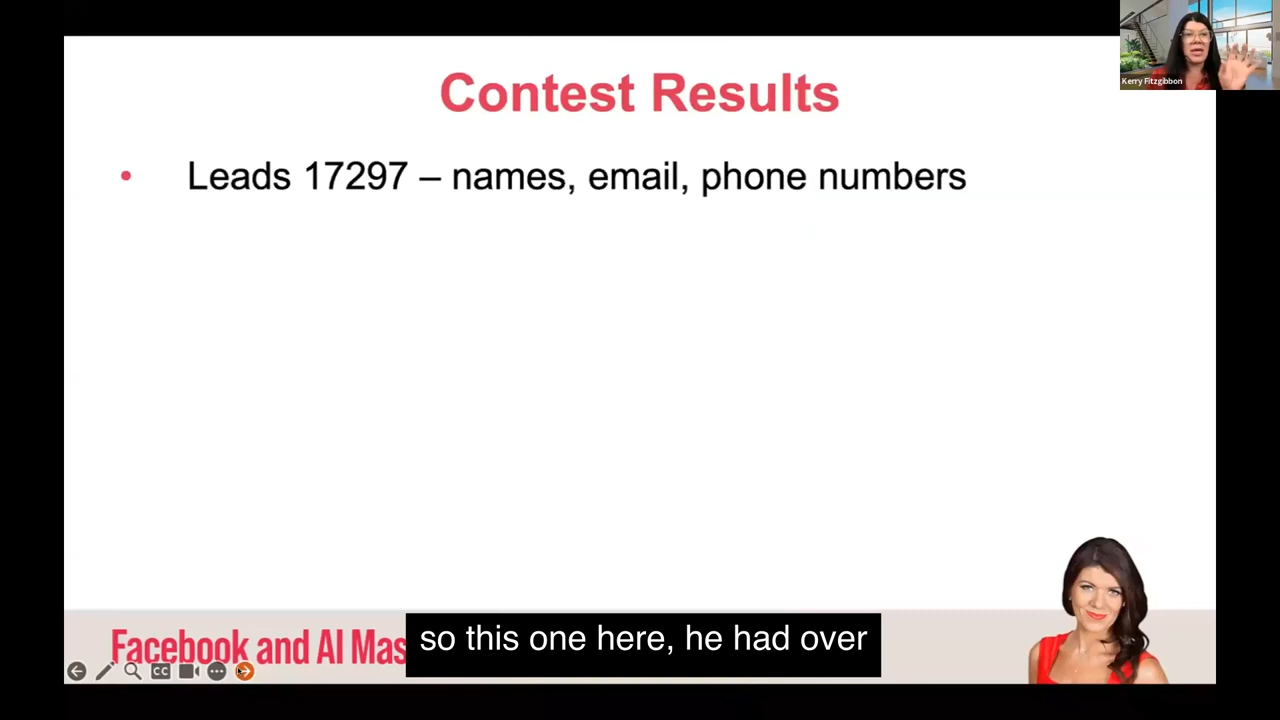 Contest Results
• Leads 17297 – names, email, phone numbers
Kerry Fitzgibbon
Facebook and AI Mas
so this one here, he had over
CC